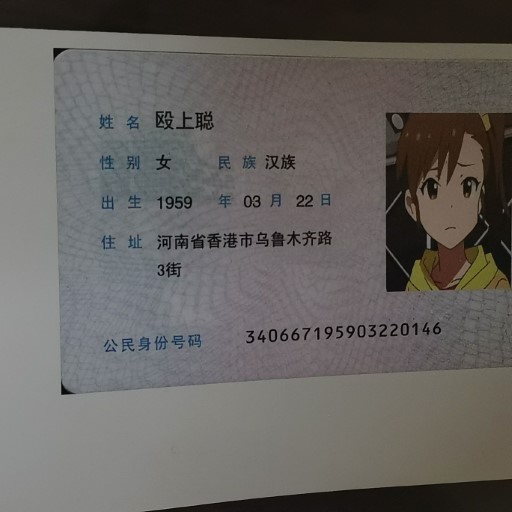 姓名 殴上聪
性别 女 民族 汉族
出生 1959 年 03 月 22 日
住址 河南省香港市乌鲁木齐路
3街
公民身份号码 340667195903220146